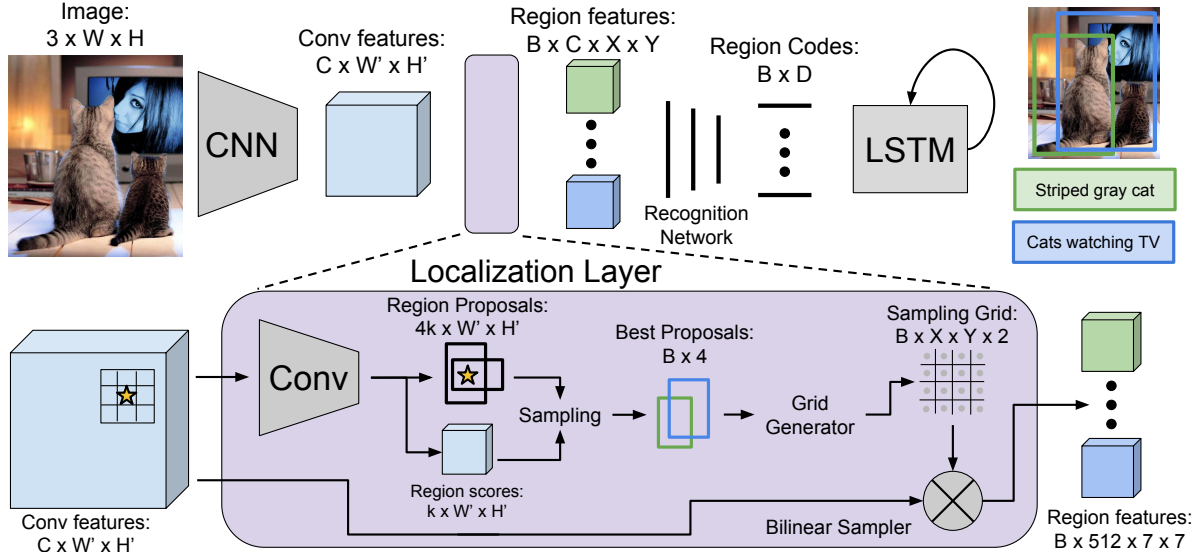 Image:
3 x W x H
CNN
Conv features:
C x W' x H'
Region features:
B x C x X x Y
Recognition
Network
Region Codes:
B x D
LSTM
Striped gray cat
Cats watching TV
Localization Layer
Conv features:
C x W' x H'
Conv
Region Proposals:
4k x W' x H'
Region scores:
k x W' x H'
Sampling
Best Proposals:
B x 4
Grid
Generator
Sampling Grid:
B x X x Y x 2
Bilinear Sampler
Region features:
B x 512 x 7 x 7